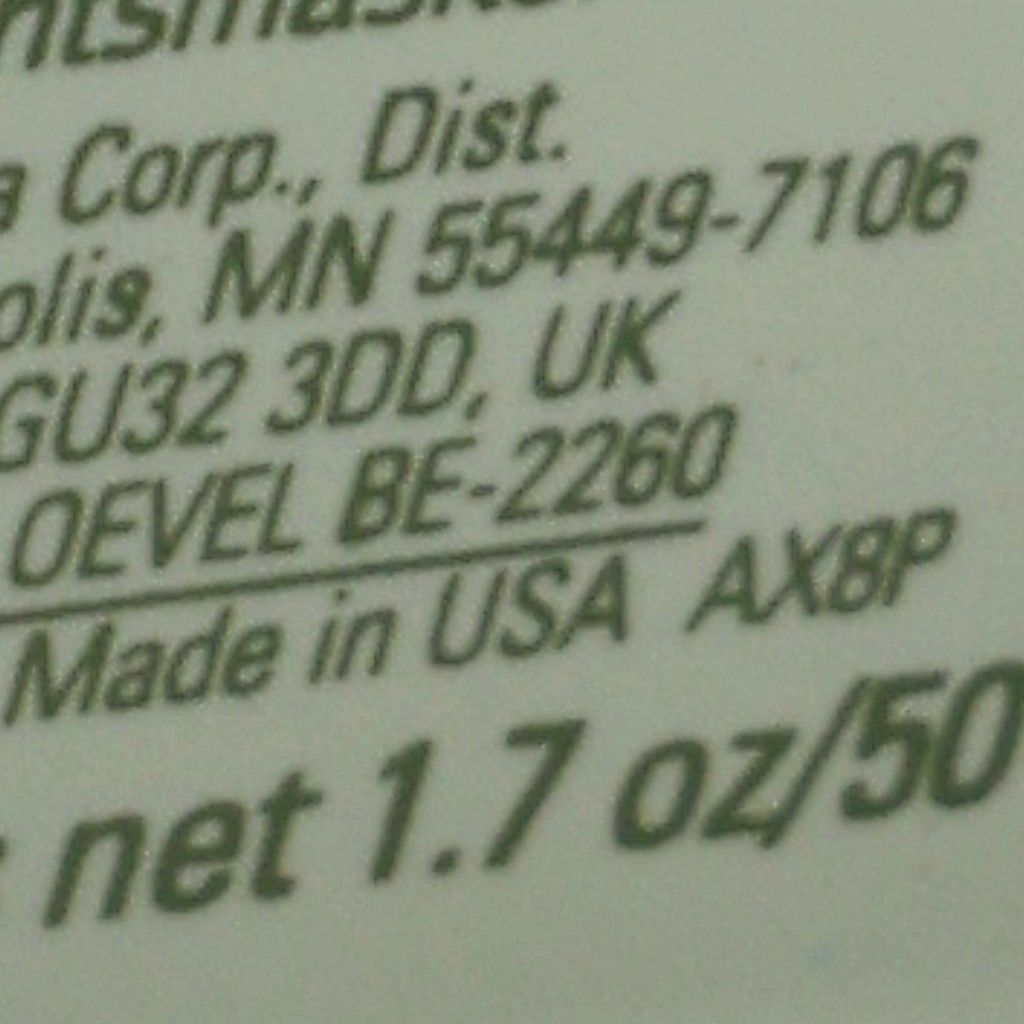 a Corp., Dist.
olis, MN 55449-7106
GU32 3DD, UK
OEVEL BE-2260
Made in USA AX8P
net 1.7 oz/50